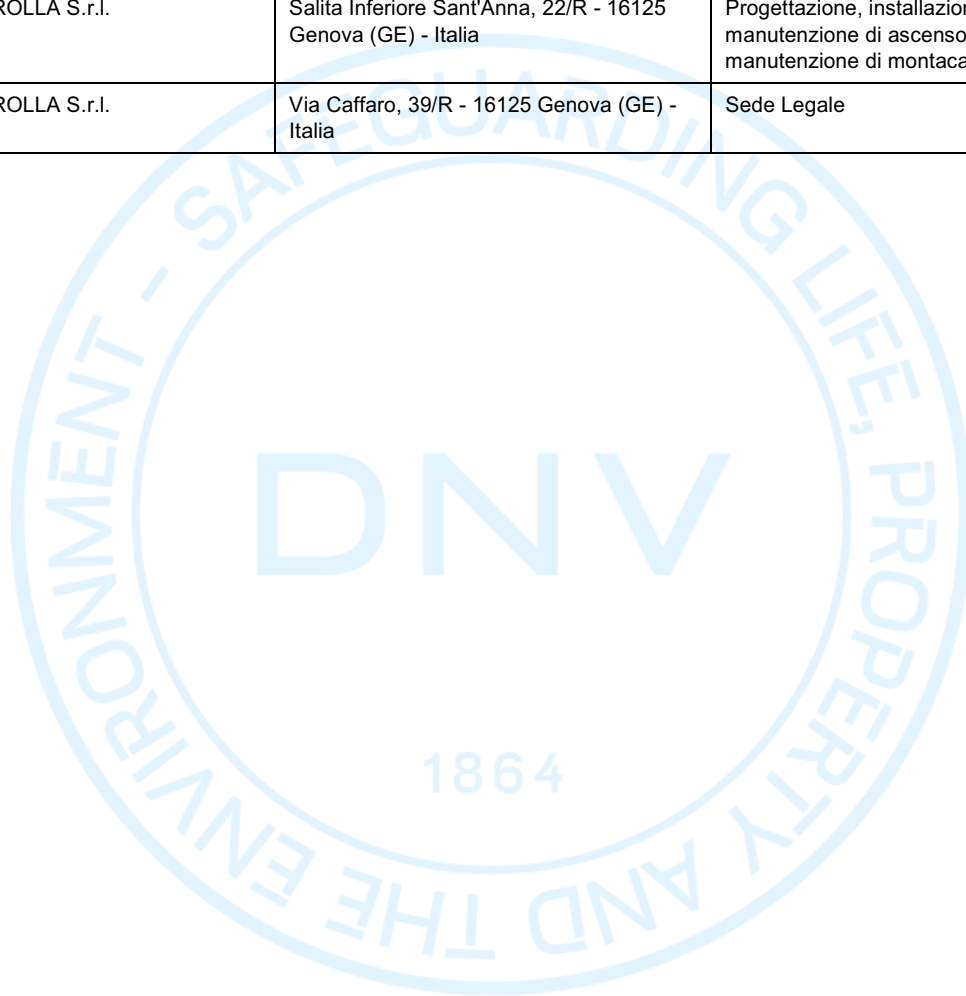 ROLLA S.r.l.
Salita Inferiore Sant'Anna, 22/R - 16125
Genova (GE) - Italia
Progettazione, installazion
manutenzione di ascenso
manutenzione di montaca
ROLLA S.r.l.
Via Caffaro, 39/R - 16125 Genova (GE) -
Italia
Sede Legale
SAFEGUARDING LIFE, PROPERTY AND THE ENVIRONMENT -
DNV
1864